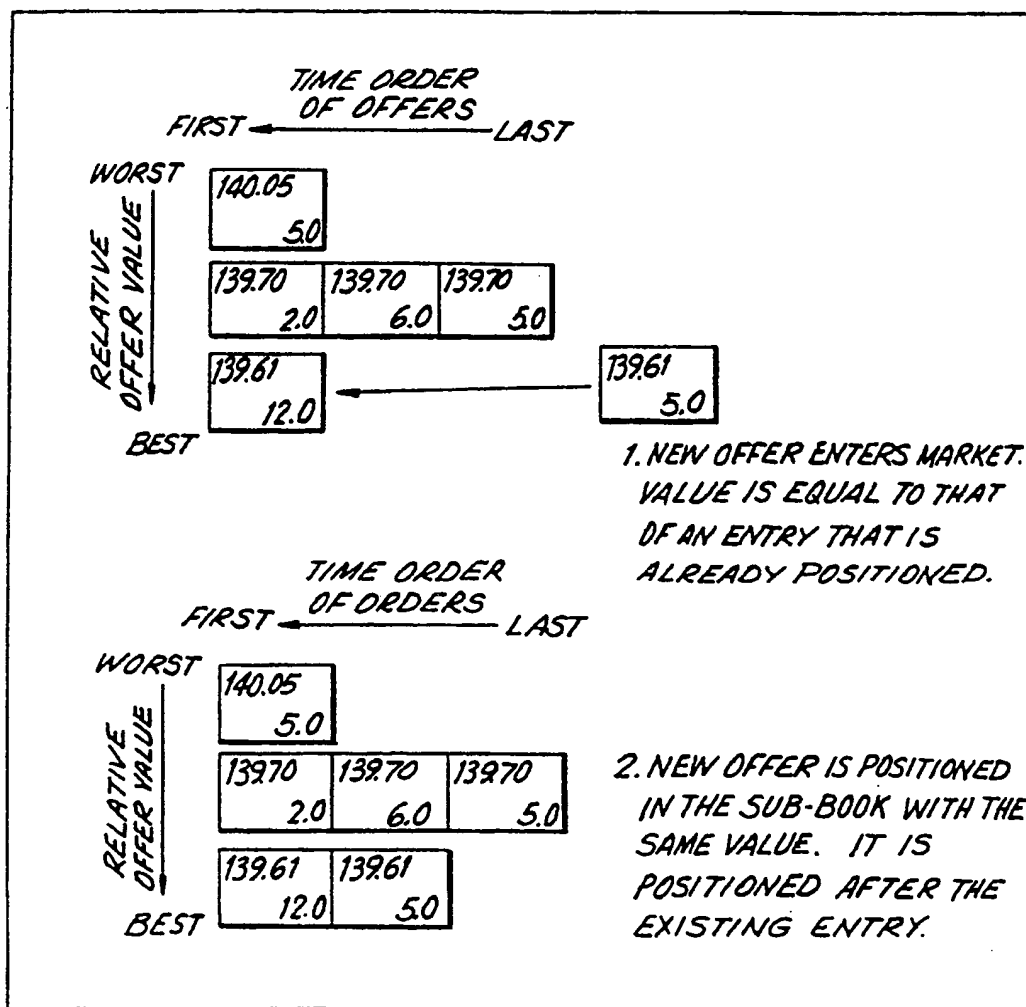 TIME ORDER
OF OFFERS
FIRST LAST
WORST
RELATIVE
OFFER VALUE
140.05
5.0
139.70 139.70 139.70
2.0 6.0 5.0
139.61 139.61
12.0 5.0
BEST
1. NEW OFFER ENTERS MARKET.
VALUE IS EQUAL TO THAT
OF AN ENTRY THAT IS
ALREADY POSITIONED.
TIME ORDER
OF ORDERS
FIRST LAST
WORST
RELATIVE
OFFER VALUE
140.05
5.0
139.70 139.70 139.70
2.0 6.0 5.0
139.61 139.61
12.0 5.0
BEST
2. NEW OFFER IS POSITIONED
IN THE SUB-BOOK WITH THE
SAME VALUE. IT IS
POSITIONED AFTER THE
EXISTING ENTRY.